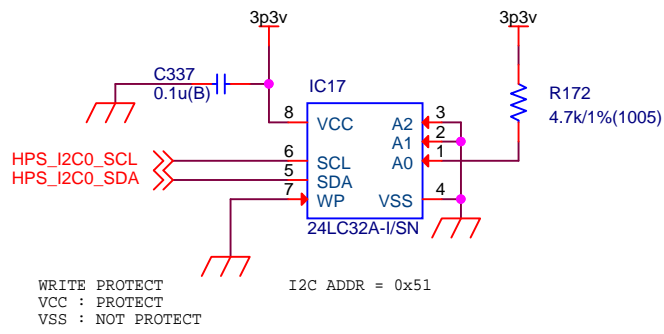 3p3v
3p3v
C337
0.1u(B)
IC17
R172
4.7k/1%(1005)
8
VCC
A2
3
A1
2
HPS_I2C0_SCL
6
SCL
A0
1
HPS_I2C0_SDA
5
SDA
7
WP
VSS
4
24LC32A-I/SN
WRITE PROTECT
I2C ADDR = 0x51
VCC : PROTECT
VSS : NOT PROTECT